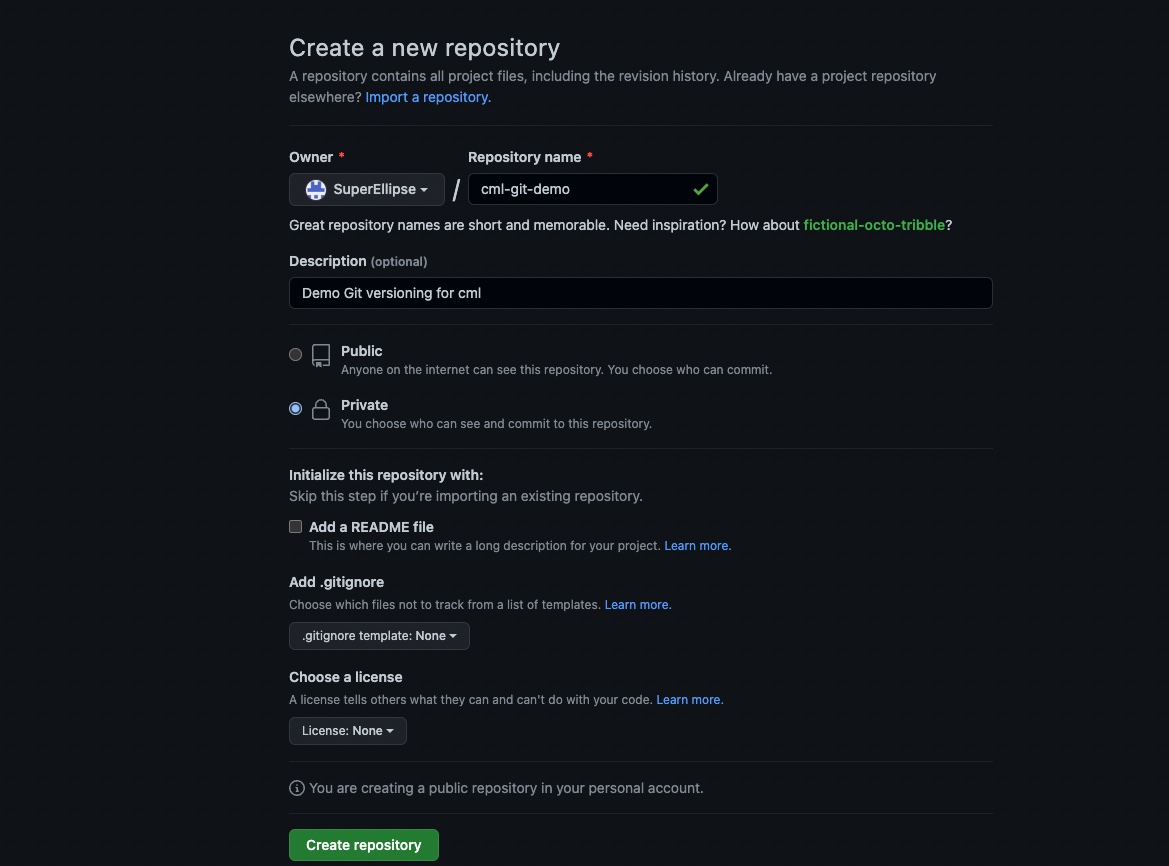 Create a new repository
A repository contains all project files, including the revision history. Already have a project repository
elsewhere? Import a repository.
Owner *
Repository name *
SuperEllipse
/
cml-git-demo
Great repository names are short and memorable. Need inspiration? How about fictional-octo-tribble?
Description (optional)
Demo Git versioning for cml
Public
Anyone on the internet can see this repository. You choose who can commit.
Private
You choose who can see and commit to this repository.
Initialize this repository with:
Skip this step if you’re importing an existing repository.
Add a README file
This is where you can write a long description for your project. Learn more.
Add .gitignore
Choose which files not to track from a list of templates. Learn more.
.gitignore template: None
Choose a license
A license tells others what they can and can't do with your code. Learn more.
License: None
You are creating a public repository in your personal account.
Create repository